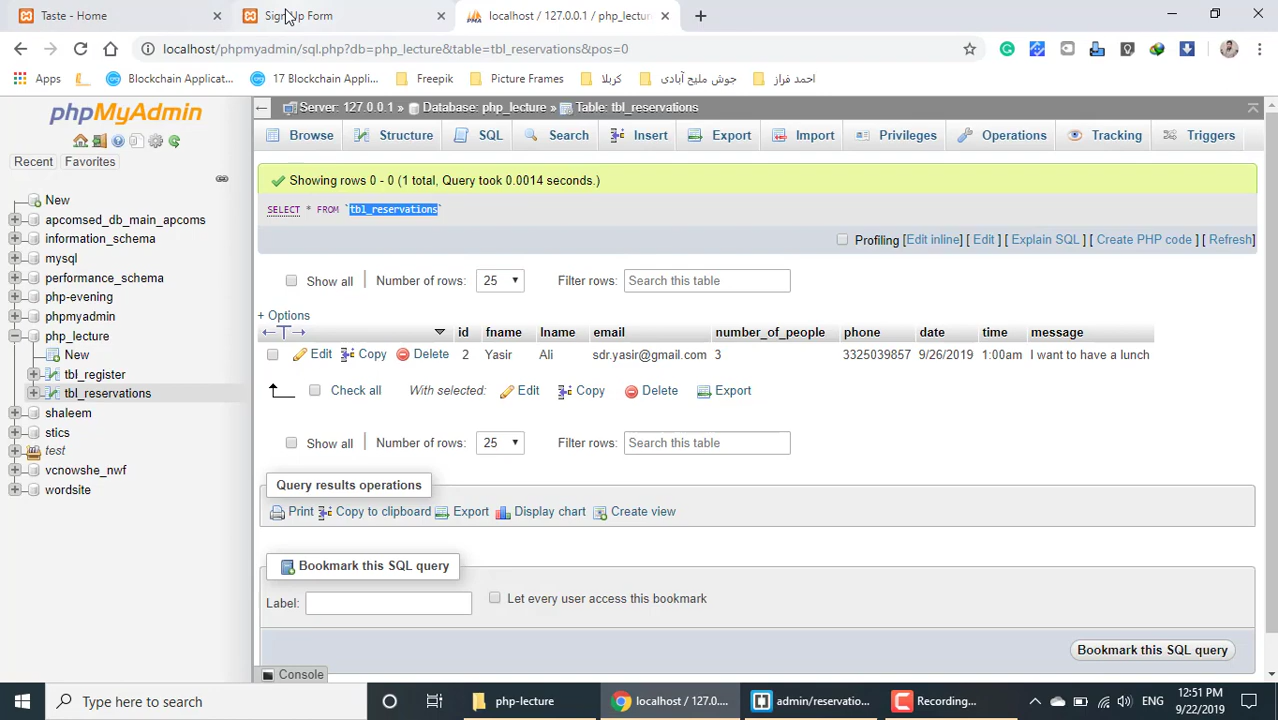 Taste - Home
Sign Up Form
localhost / 127.0.0.1 / php_lectur
localhost/phpmyadmin/sql.php?db=php_lecture&table=tbl_reservations&pos=0
Apps
Blockchain Applicat...
17 Blockchain Appli...
Freepik
Picture Frames
کربلا
جوش ملیح آبادی
احمد فراز
phpMyAdmin
Recent
Favorites
New
apcomsed_db_main_apcoms
information_schema
mysql
performance_schema
php-evening
phpmyadmin
php_lecture
New
tbl_register
tbl_reservations
shaleem
stics
test
vcnowshe_nwf
wordsite
Server: 127.0.0.1 » Database: php_lecture » Table: tbl_reservations
Browse Structure SQL Search Insert Export Import Privileges Operations Tracking Triggers
Showing rows 0 - 0 (1 total, Query took 0.0014 seconds.)
SELECT * FROM `tbl_reservations`
Profiling [Edit inline] [ Edit ] [ Explain SQL ] [ Create PHP code ] [ Refresh]
Show all Number of rows: 25 Filter rows: Search this table
+ Options
←T→ id fname lname email number_of_people phone date time message
Edit Copy Delete 2 Yasir Ali sdr.yasir@gmail.com 3 3325039857 9/26/2019 1:00am I want to have a lunch
Check all With selected: Edit Copy Delete Export
Show all Number of rows: 25 Filter rows: Search this table
Query results operations
Print Copy to clipboard Export Display chart Create view
Bookmark this SQL query
Label: Let every user access this bookmark
Bookmark this SQL query
Console
Type here to search
php-lecture
localhost / 127.0....
admin/reservatio...
Recording...
ENG
12:51 PM
9/22/2019